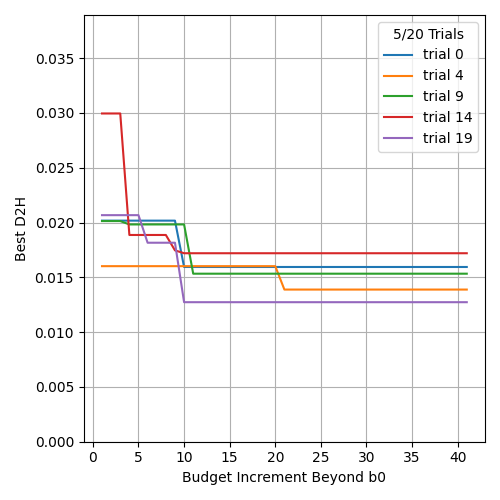 5/20 Trials
trial 0
trial 4
trial 9
trial 14
trial 19
Best D2H
0.035
0.030
0.025
0.020
0.015
0.010
0.005
0.000
0 5 10 15 20 25 30 35 40
Budget Increment Beyond b0